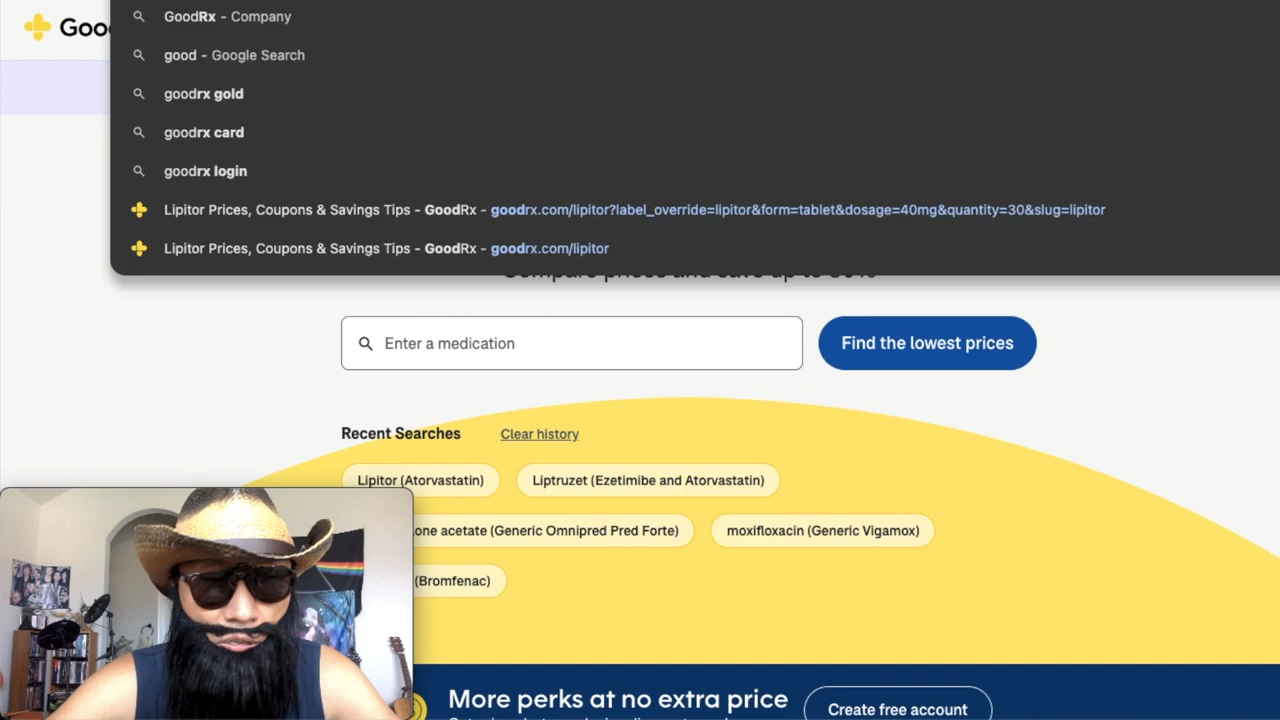 GoodRx - Company
Goo
good - Google Search
goodrx gold
goodrx card
goodrx login
Lipitor Prices, Coupons & Savings Tips - GoodRx - goodrx.com/lipitor?label_override=lipitor&form=tablet&dosage=40mg&quantity=30&slug=lipitor
Lipitor Prices, Coupons & Savings Tips - GoodRx - goodrx.com/lipitor
Enter a medication
Find the lowest prices
Recent Searches
Clear history
Lipitor (Atorvastatin)
Liptruzet (Ezetimibe and Atorvastatin)
one acetate (Generic Omnipred Pred Forte)
moxifloxacin (Generic Vigamox)
(Bromfenac)
More perks at no extra price
Create free account